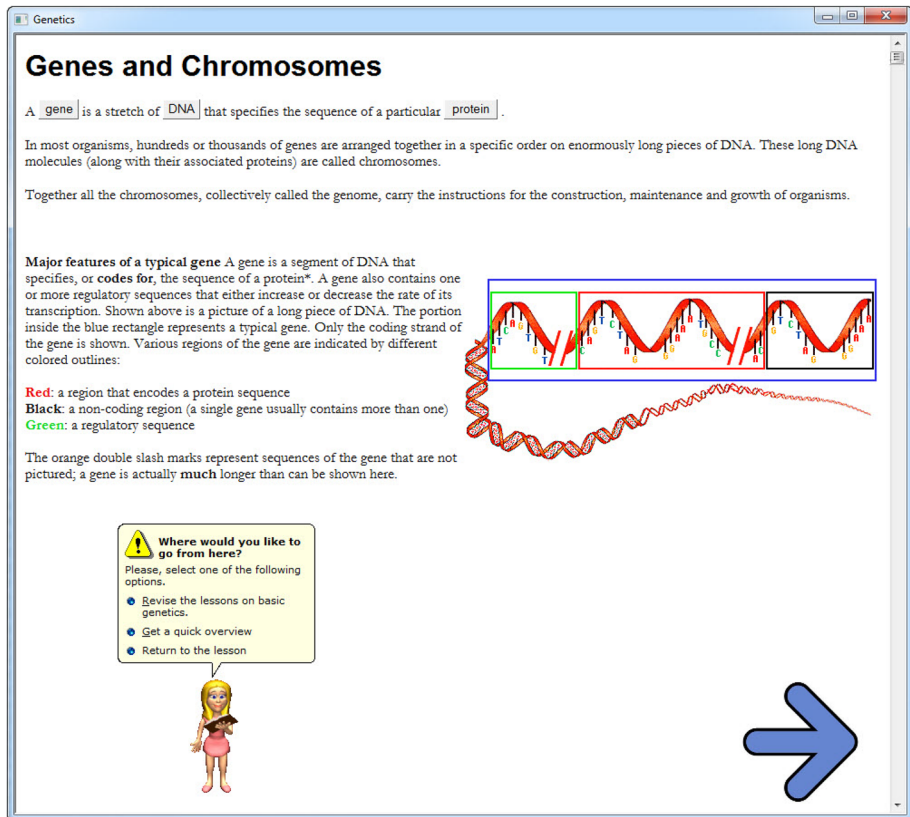 Genetics
Genes and Chromosomes
A gene is a stretch of DNA that specifies the sequence of a particular protein .
In most organisms, hundreds or thousands of genes are arranged together in a specific order on enormously long pieces of DNA. These long DNA
molecules (along with their associated proteins) are called chromosomes.
Together all the chromosomes, collectively called the genome, carry the instructions for the construction, maintenance and growth of organisms.
Major features of a typical gene A gene is a segment of DNA that
specifies, or codes for, the sequence of a protein*. A gene also contains one
or more regulatory sequences that either increase or decrease the rate of its
transcription. Shown above is a picture of a long piece of DNA. The portion
inside the blue rectangle represents a typical gene. Only the coding strand of
the gene is shown. Various regions of the gene are indicated by different
colored outlines:
Red: a region that encodes a protein sequence
Black: a non-coding region (a single gene usually contains more than one)
Green: a regulatory sequence
The orange double slash marks represent sequences of the gene that are not
pictured; a gene is actually much longer than can be shown here.
Where would you like to
go from here?
Please, select one of the following
options.
Revise the lessons on basic
genetics.
Get a quick overview
Return to the lesson